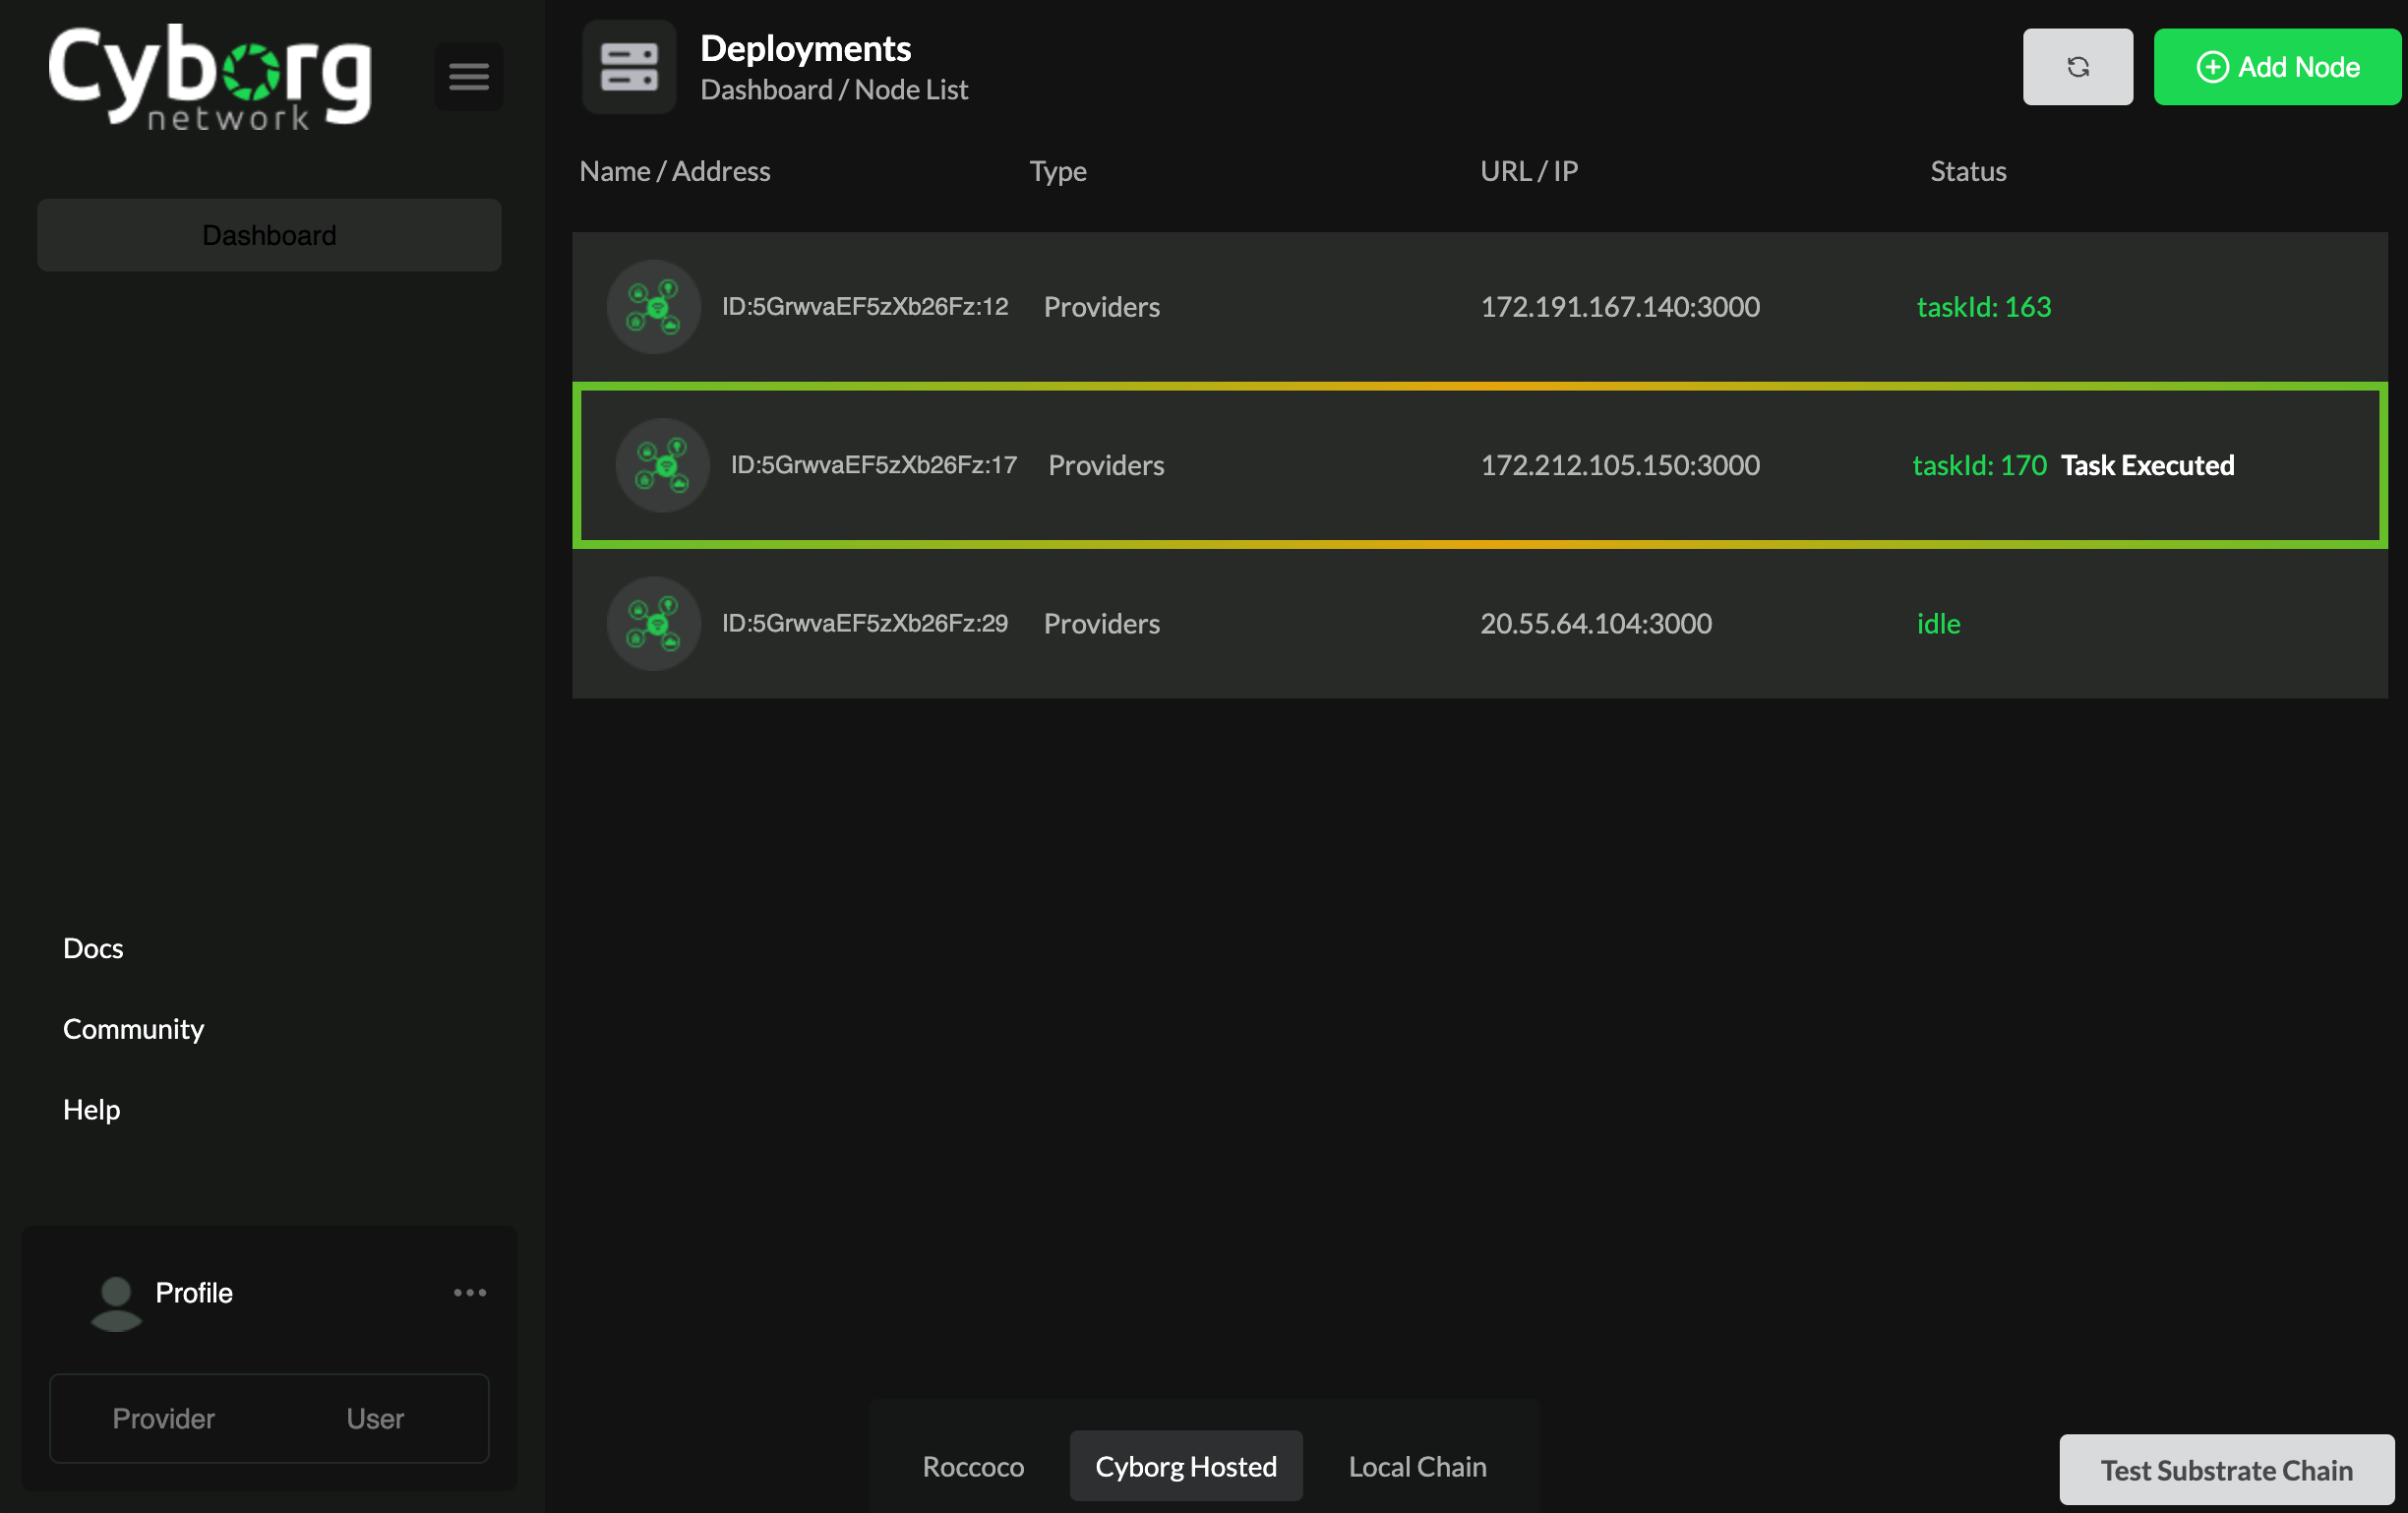 Cyborg
network
Dashboard
Docs
Community
Help
Profile
Provider User
Deployments
Dashboard / Node List
Add Node
Name / Address Type URL / IP Status
ID:5GrwvaEF5zXb26Fz:12 Providers 172.191.167.140:3000 taskId: 163
ID:5GrwvaEF5zXb26Fz:17 Providers 172.212.105.150:3000 taskId: 170 Task Executed
ID:5GrwvaEF5zXb26Fz:29 Providers 20.55.64.104:3000 idle
Roccoco Cyborg Hosted Local Chain
Test Substrate Chain